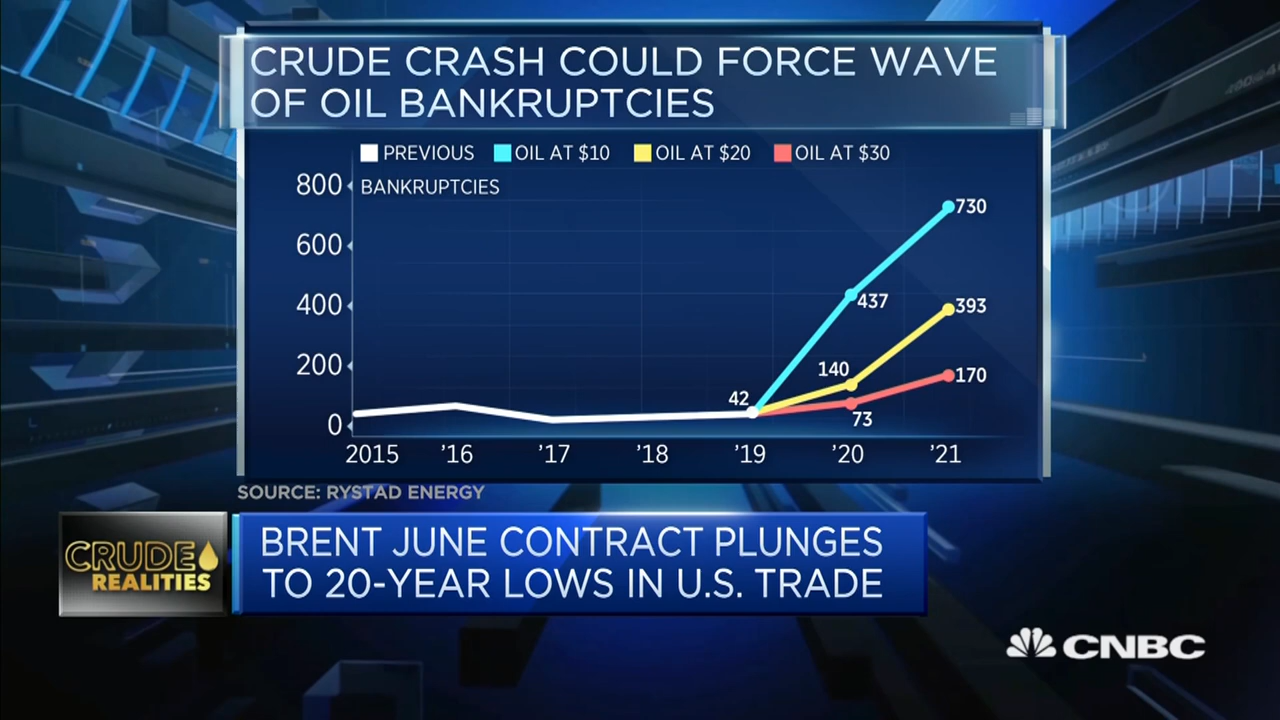 CRUDE CRASH COULD FORCE WAVE
OF OIL BANKRUPTCIES
PREVIOUS OIL AT $10 OIL AT $20 OIL AT $30
BANKRUPTCIES
800
600
400
200
0
730
437
393
140
170
42
73
2015 ’16 ’17 ’18 ’19 ’20 ’21
SOURCE: RYSTAD ENERGY
CRUDE
REALITIES
BRENT JUNE CONTRACT PLUNGES
TO 20-YEAR LOWS IN U.S. TRADE
CNBC